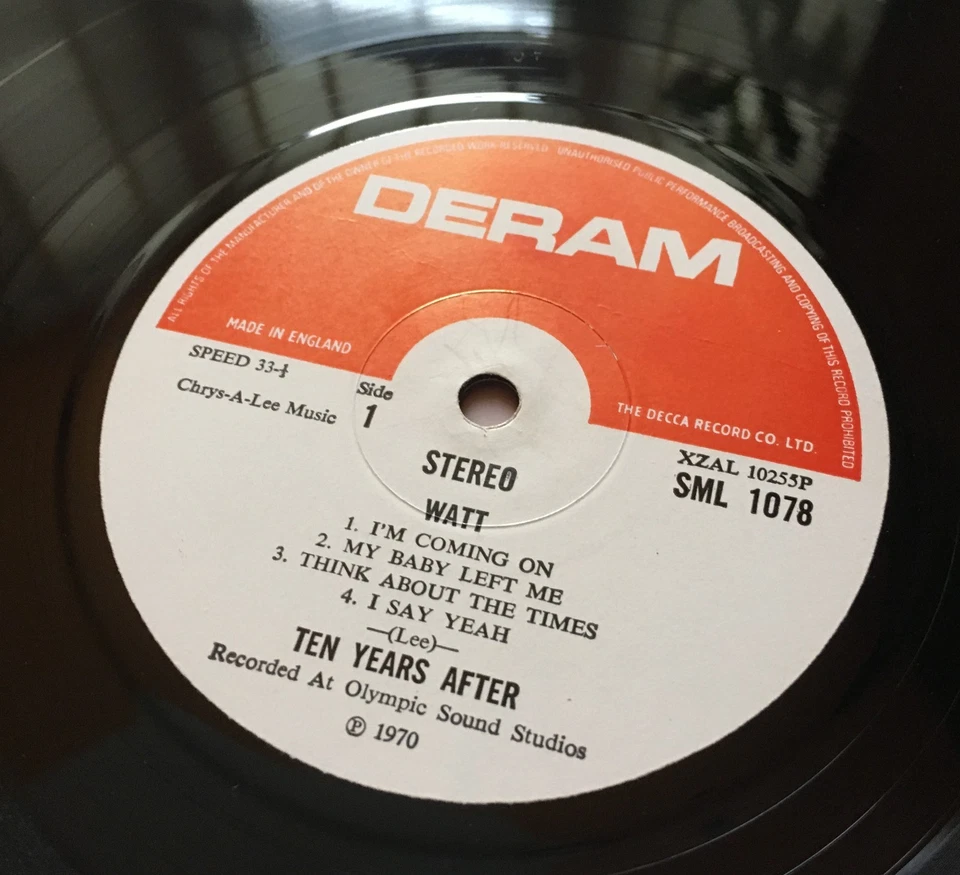 ALL RIGHTS OF THE MANUFACTURER AND OF THE OWNER OF THE RECORDED WORK RESERVED UNAUTHORISED PUBLIC PERFORMANCE BROADCASTING AND COPYING OF THIS RECORD PROHIBITED
DERAM
MADE IN ENGLAND
THE DECCA RECORD CO. LTD.
SPEED 33-⅓
Chrys-A-Lee Music
Side
1
STEREO
XZAL 10255P
SML 1078
WATT
1. I'M COMING ON
2. MY BABY LEFT ME
3. THINK ABOUT THE TIMES
4. I SAY YEAH
—(Lee)—
TEN YEARS AFTER
Recorded At Olympic Sound Studios
℗ 1970